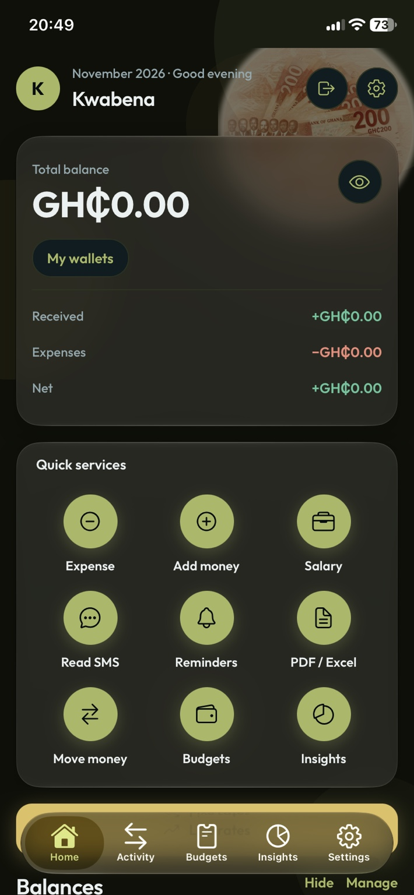 20:49
73
November 2026 · Good evening
K
Kwabena
200
200
GHC200
Total balance
GH₵0.00
My wallets
Received +GH₵0.00
Expenses −GH₵0.00
Net +GH₵0.00
Quick services
Expense Add money Salary
Read SMS Reminders PDF / Excel
Move money Budgets Insights
Home Activity Budgets Insights Settings
Balances Hide Manage